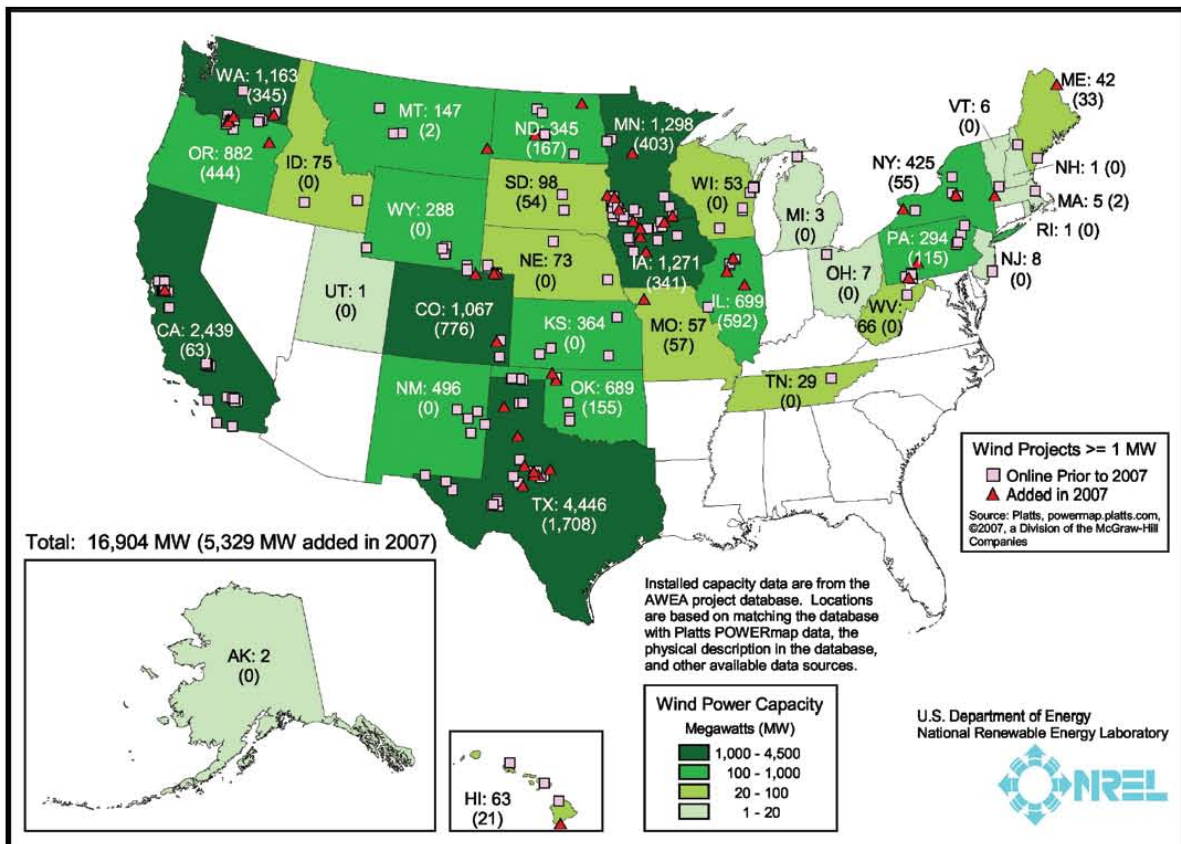 WA: 1,163
(345)
MT: 147
(2)
ND: 345
(167)
MN: 1,298
(403)
ME: 42
(33)
VT: 6
(0)
OR: 882
(444)
ID: 75
(0)
SD: 98
(54)
WI: 53
(0)
NY: 425
(55)
NH: 1 (0)
MA: 5 (2)
RI: 1 (0)
WY: 288
(0)
MI: 3
(0)
NE: 73
(0)
IA: 1,271
(341)
PA: 294
(115)
NJ: 8
(0)
UT: 1
(0)
OH: 7
(0)
CO: 1,067
(776)
IL: 699
(592)
CA: 2,439
(63)
KS: 364
(0)
MO: 57
(57)
WV:
66 (0)
NM: 496
(0)
OK: 689
(155)
TN: 29
(0)
TX: 4,446
(1,708)
Wind Projects >= 1 MW
Online Prior to 2007
Added in 2007
Source: Platts, powermap.platts.com,
©2007, a Division of the McGraw-Hill
Companies
Total: 16,904 MW (5,329 MW added in 2007)
Installed capacity data are from the
AWEA project database. Locations
are based on matching the database
with Platts POWERmap data, the
physical description in the database,
and other available data sources.
AK: 2
(0)
HI: 63
(21)
Wind Power Capacity
Megawatts (MW)
1,000 - 4,500
100 - 1,000
20 - 100
1 - 20
U.S. Department of Energy
National Renewable Energy Laboratory
NREL